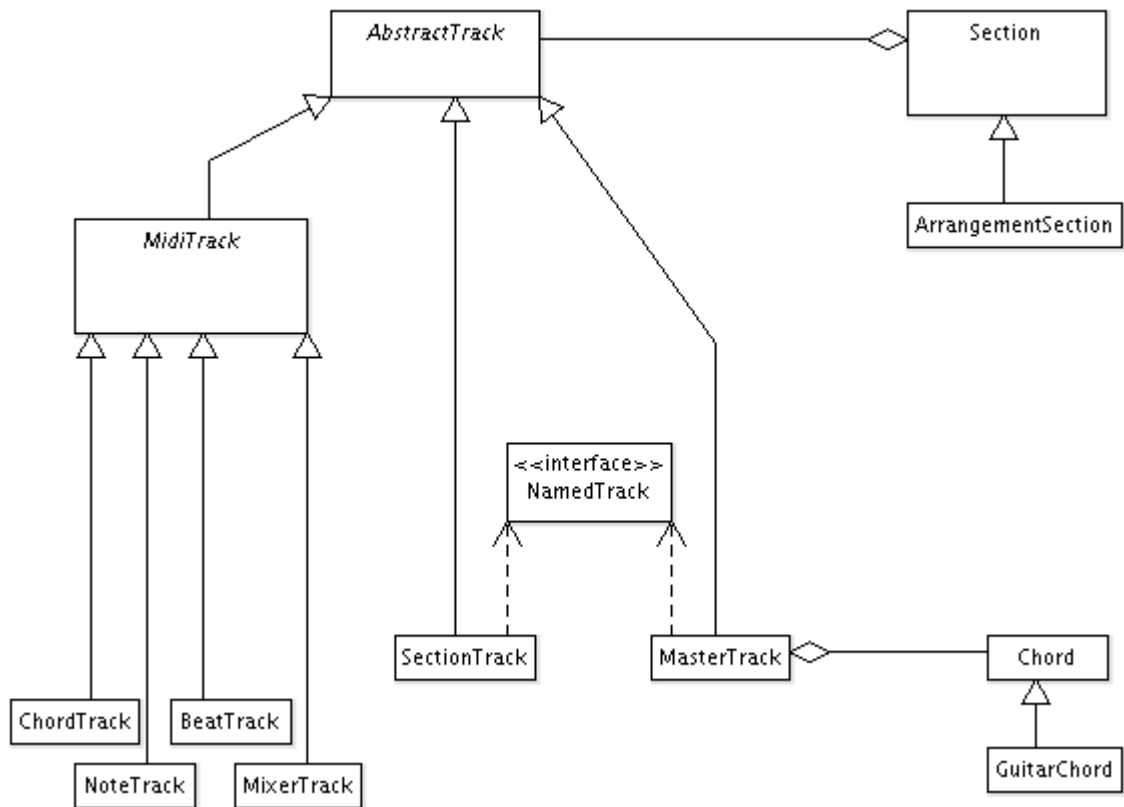 AbstractTrack
Section
ArrangementSection
MidiTrack
<<interface>>
NamedTrack
SectionTrack
MasterTrack
Chord
ChordTrack
BeatTrack
NoteTrack
MixerTrack
GuitarChord